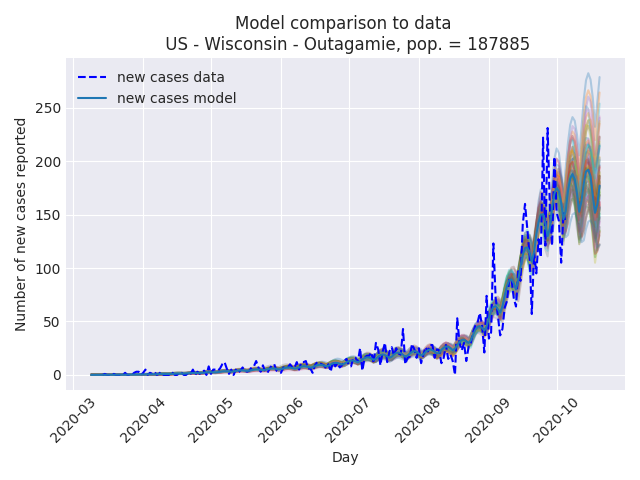 Model comparison to data
US - Wisconsin - Outagamie, pop. = 187885
new cases data
new cases model
Number of new cases reported
250
200
150
100
50
0
2020-03
2020-04
2020-05
2020-06
2020-07
2020-08
2020-09
2020-10
Day